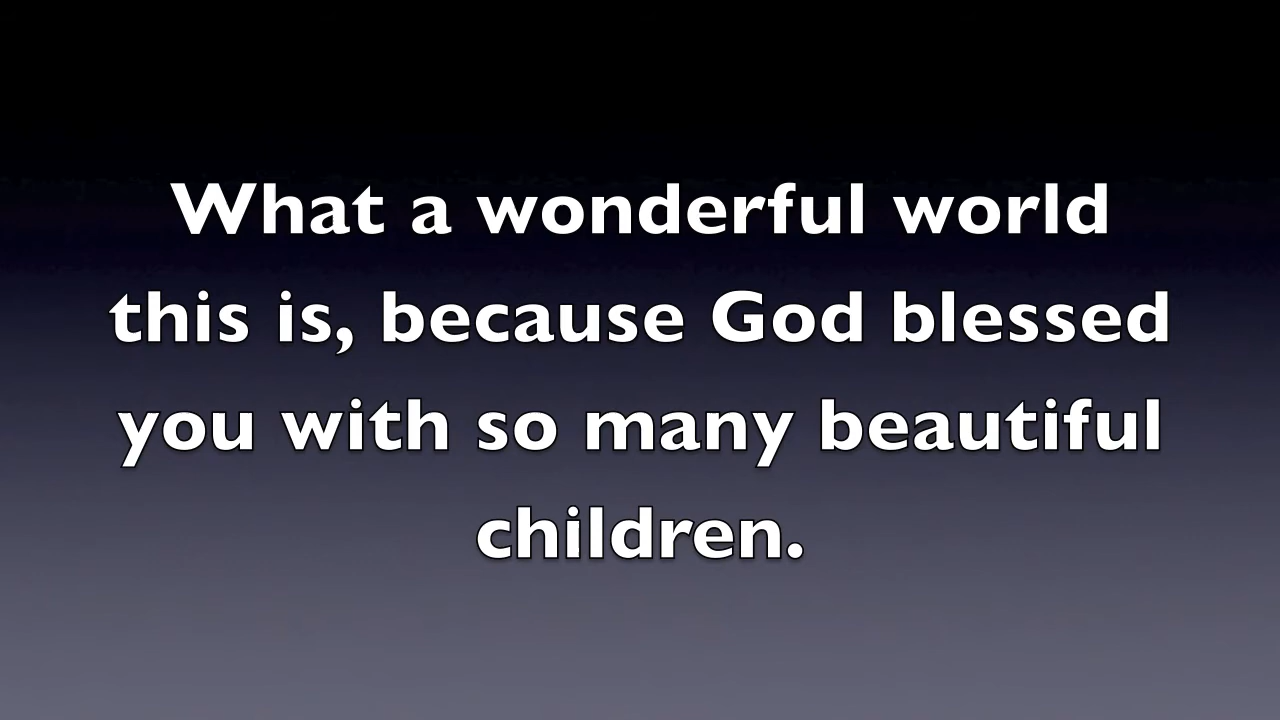 What a wonderful world
this is, because God blessed
you with so many beautiful
children.